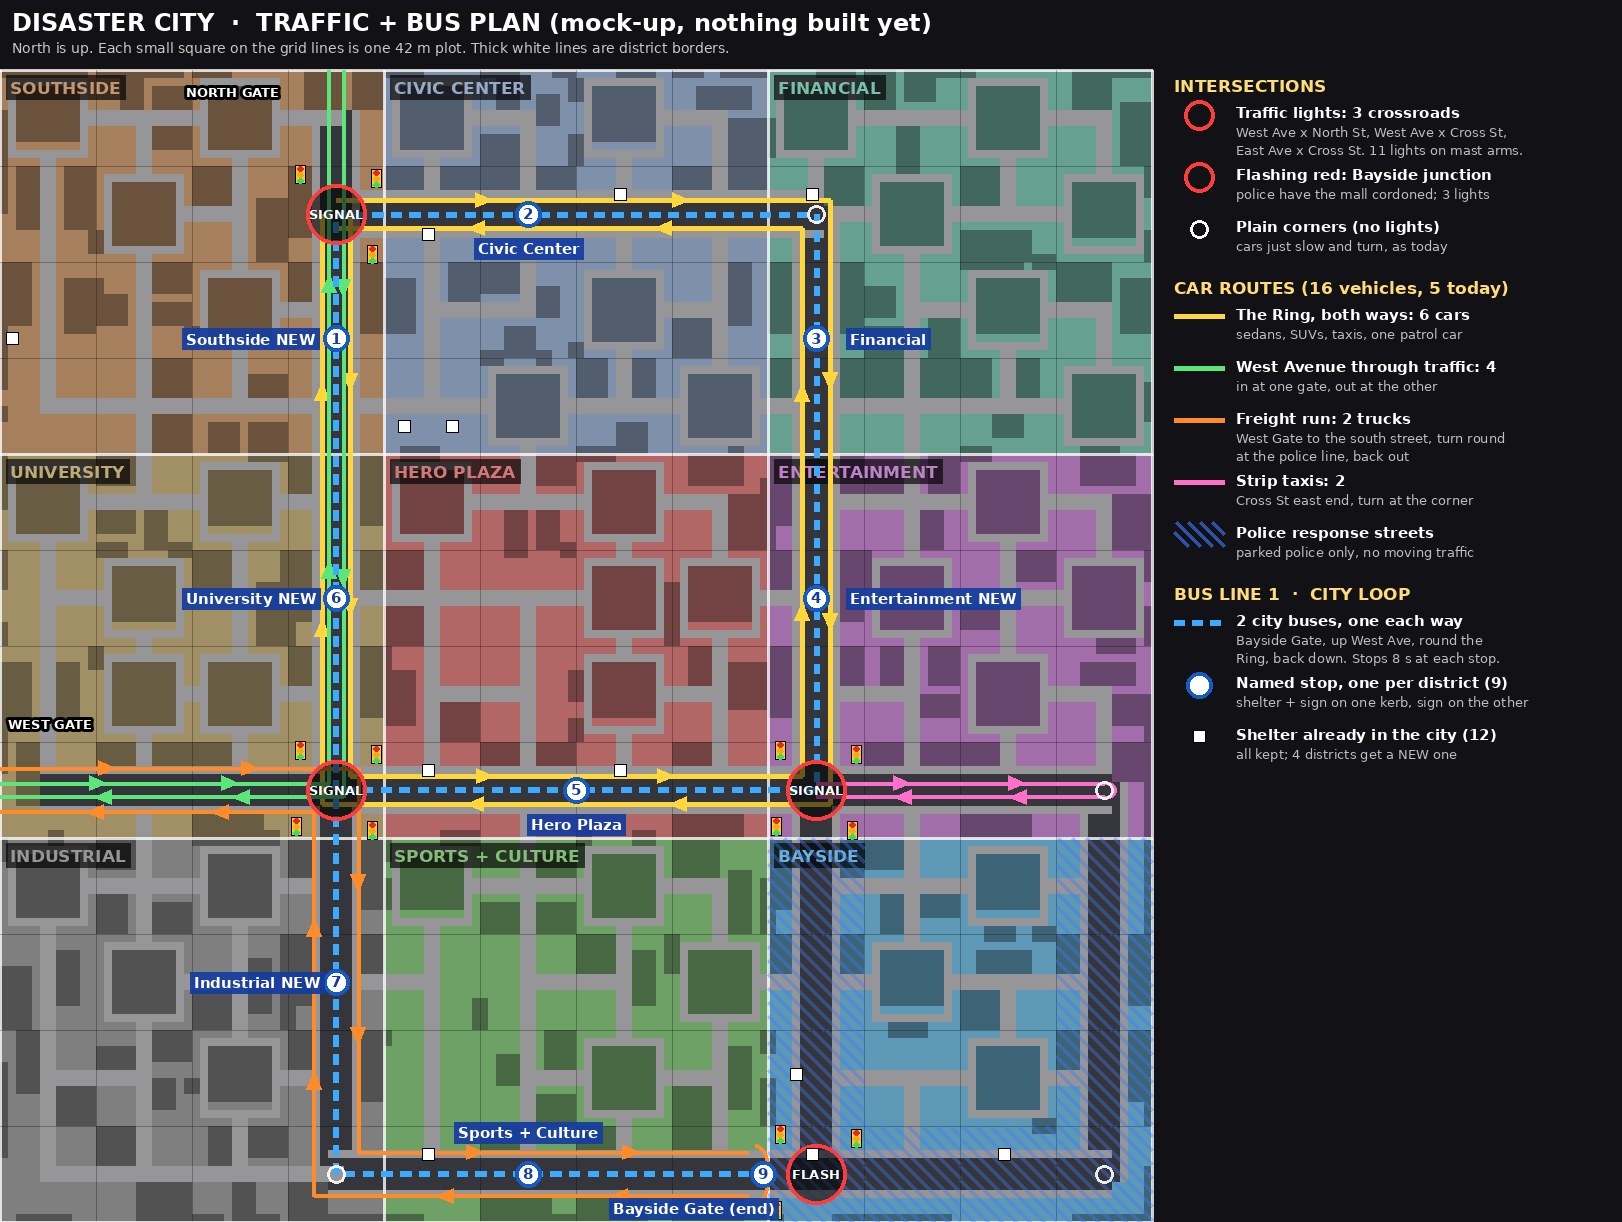 DISASTER CITY · TRAFFIC + BUS PLAN (mock-up, nothing built yet)
North is up. Each small square on the grid lines is one 42 m plot. Thick white lines are district borders.
SOUTHSIDE
NORTH GATE
CIVIC CENTER
FINANCIAL
SIGNAL
2
Civic Center
Southside NEW
1
3
Financial
UNIVERSITY
HERO PLAZA
ENTERTAINMENT
University NEW
6
4
Entertainment NEW
WEST GATE
SIGNAL
5
SIGNAL
Hero Plaza
INDUSTRIAL
SPORTS + CULTURE
BAYSIDE
Industrial NEW
7
Sports + Culture
8
9
FLASH
Bayside Gate (end)
INTERSECTIONS
Traffic lights: 3 crossroads
West Ave x North St, West Ave x Cross St,
East Ave x Cross St. 11 lights on mast arms.
Flashing red: Bayside junction
police have the mall cordoned; 3 lights
Plain corners (no lights)
cars just slow and turn, as today
CAR ROUTES (16 vehicles, 5 today)
The Ring, both ways: 6 cars
sedans, SUVs, taxis, one patrol car
West Avenue through traffic: 4
in at one gate, out at the other
Freight run: 2 trucks
West Gate to the south street, turn round
at the police line, back out
Strip taxis: 2
Cross St east end, turn at the corner
Police response streets
parked police only, no moving traffic
BUS LINE 1 · CITY LOOP
2 city buses, one each way
Bayside Gate, up West Ave, round the
Ring, back down. Stops 8 s at each stop.
Named stop, one per district (9)
shelter + sign on one kerb, sign on the other
Shelter already in the city (12)
all kept; 4 districts get a NEW one